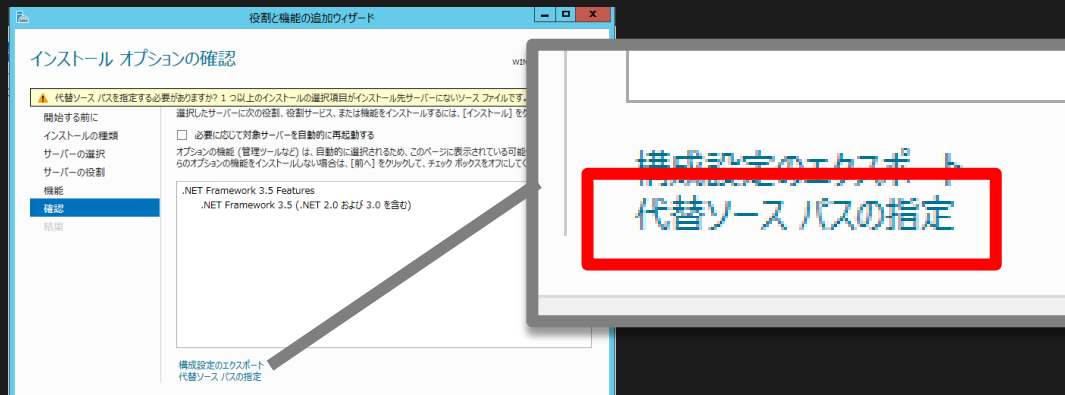 役割と機能の追加ウィザード
インストール オプションの確認
代替ソース パスを指定する必要がありますか? 1 つ以上のインストールの選択項目がインストール先サーバーにないソース ファイルです。
開始する前に
インストールの種類
サーバーの選択
サーバーの役割
機能
確認
結果
選択したサーバーに次の役割、役割サービス、または機能をインストールするには、[インストール] を
必要に応じて対象サーバーを自動的に再起動する
オプションの機能 (管理ツールなど) は、自動的に選択されるため、このページに表示されている可能
らのオプションの機能をインストールしない場合は、[前へ] をクリックして、チェック ボックスをオフにして
.NET Framework 3.5 Features
.NET Framework 3.5 (.NET 2.0 および 3.0 を含む)
構成設定のエクスポート
代替ソース パスの指定
構成設定のエクスポート
代替ソース パスの指定